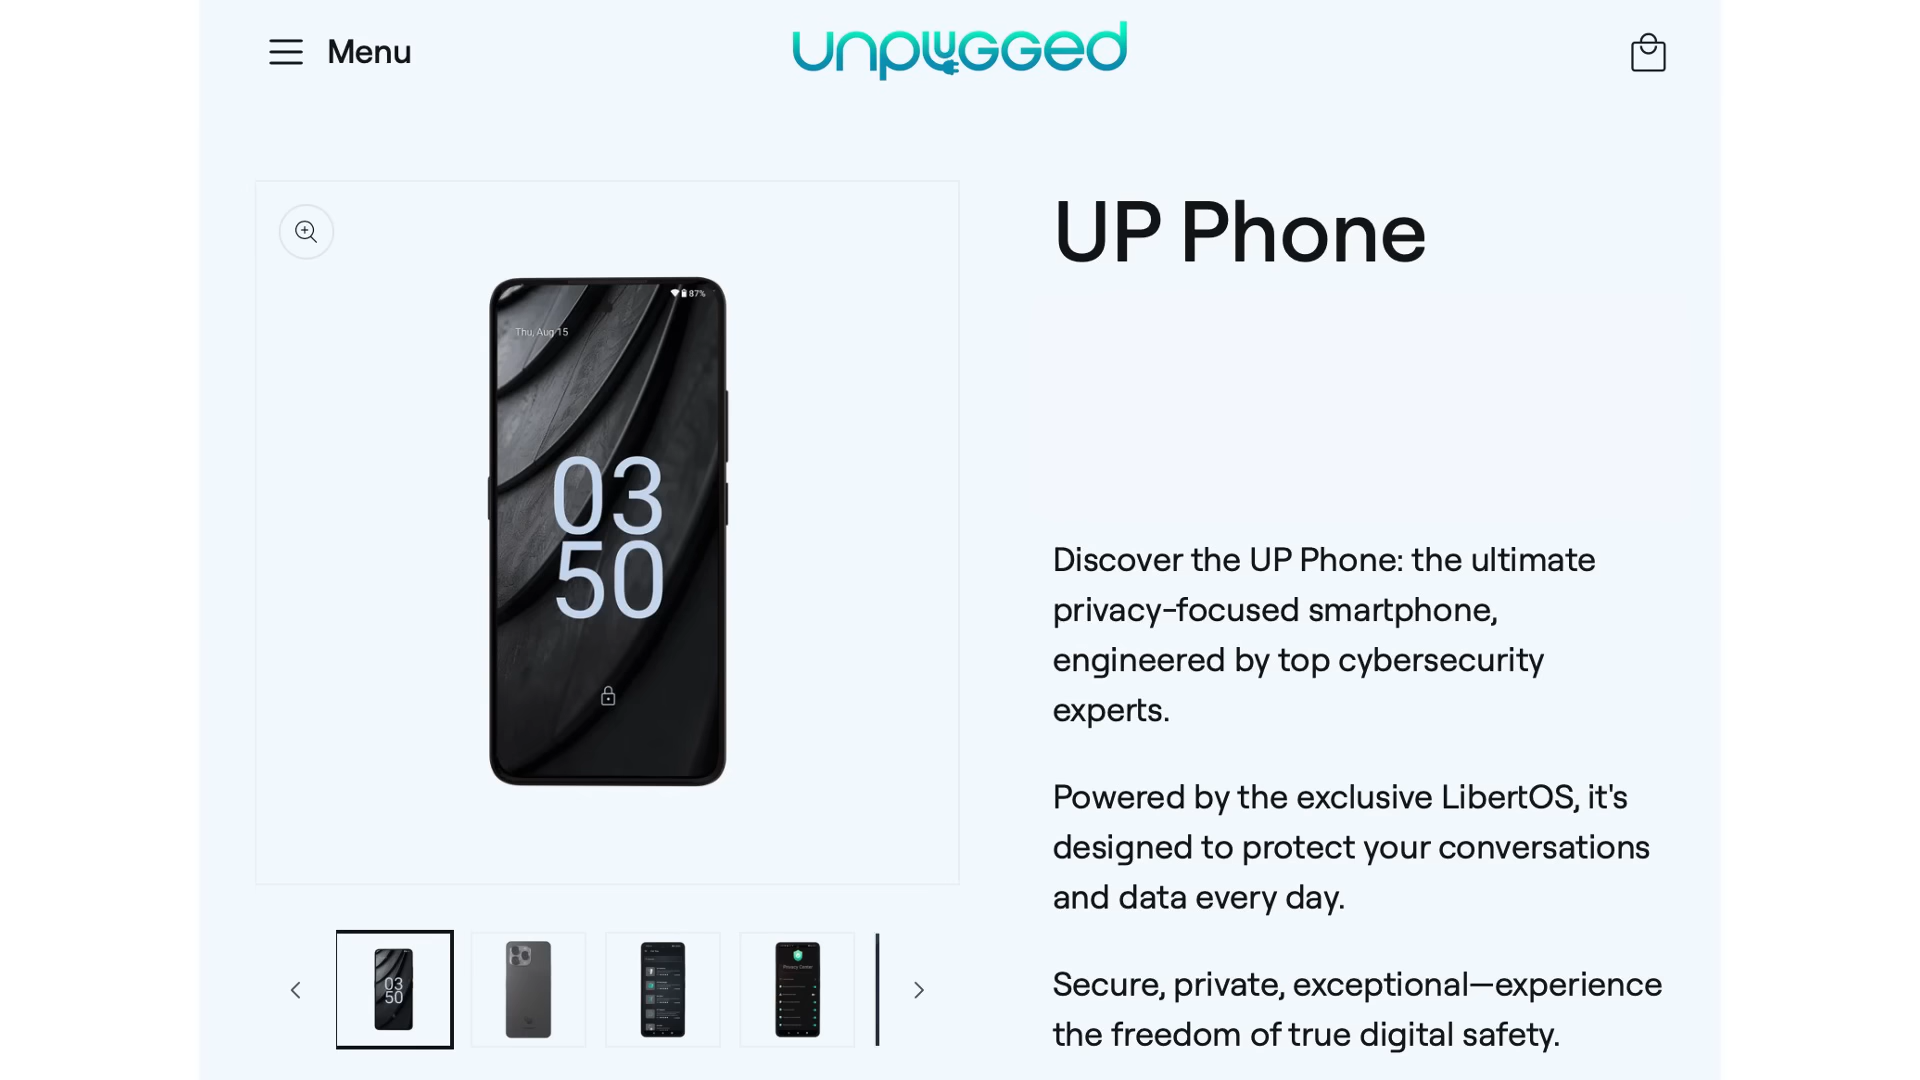 Menu
unplugged
UP Phone
87%
Thu, Aug 15
03
50
Discover the UP Phone: the ultimate
privacy-focused smartphone,
engineered by top cybersecurity
experts.
Powered by the exclusive LibertOS, it's
designed to protect your conversations
and data every day.
Secure, private, exceptional—experience
the freedom of true digital safety.
03
50
Privacy Center